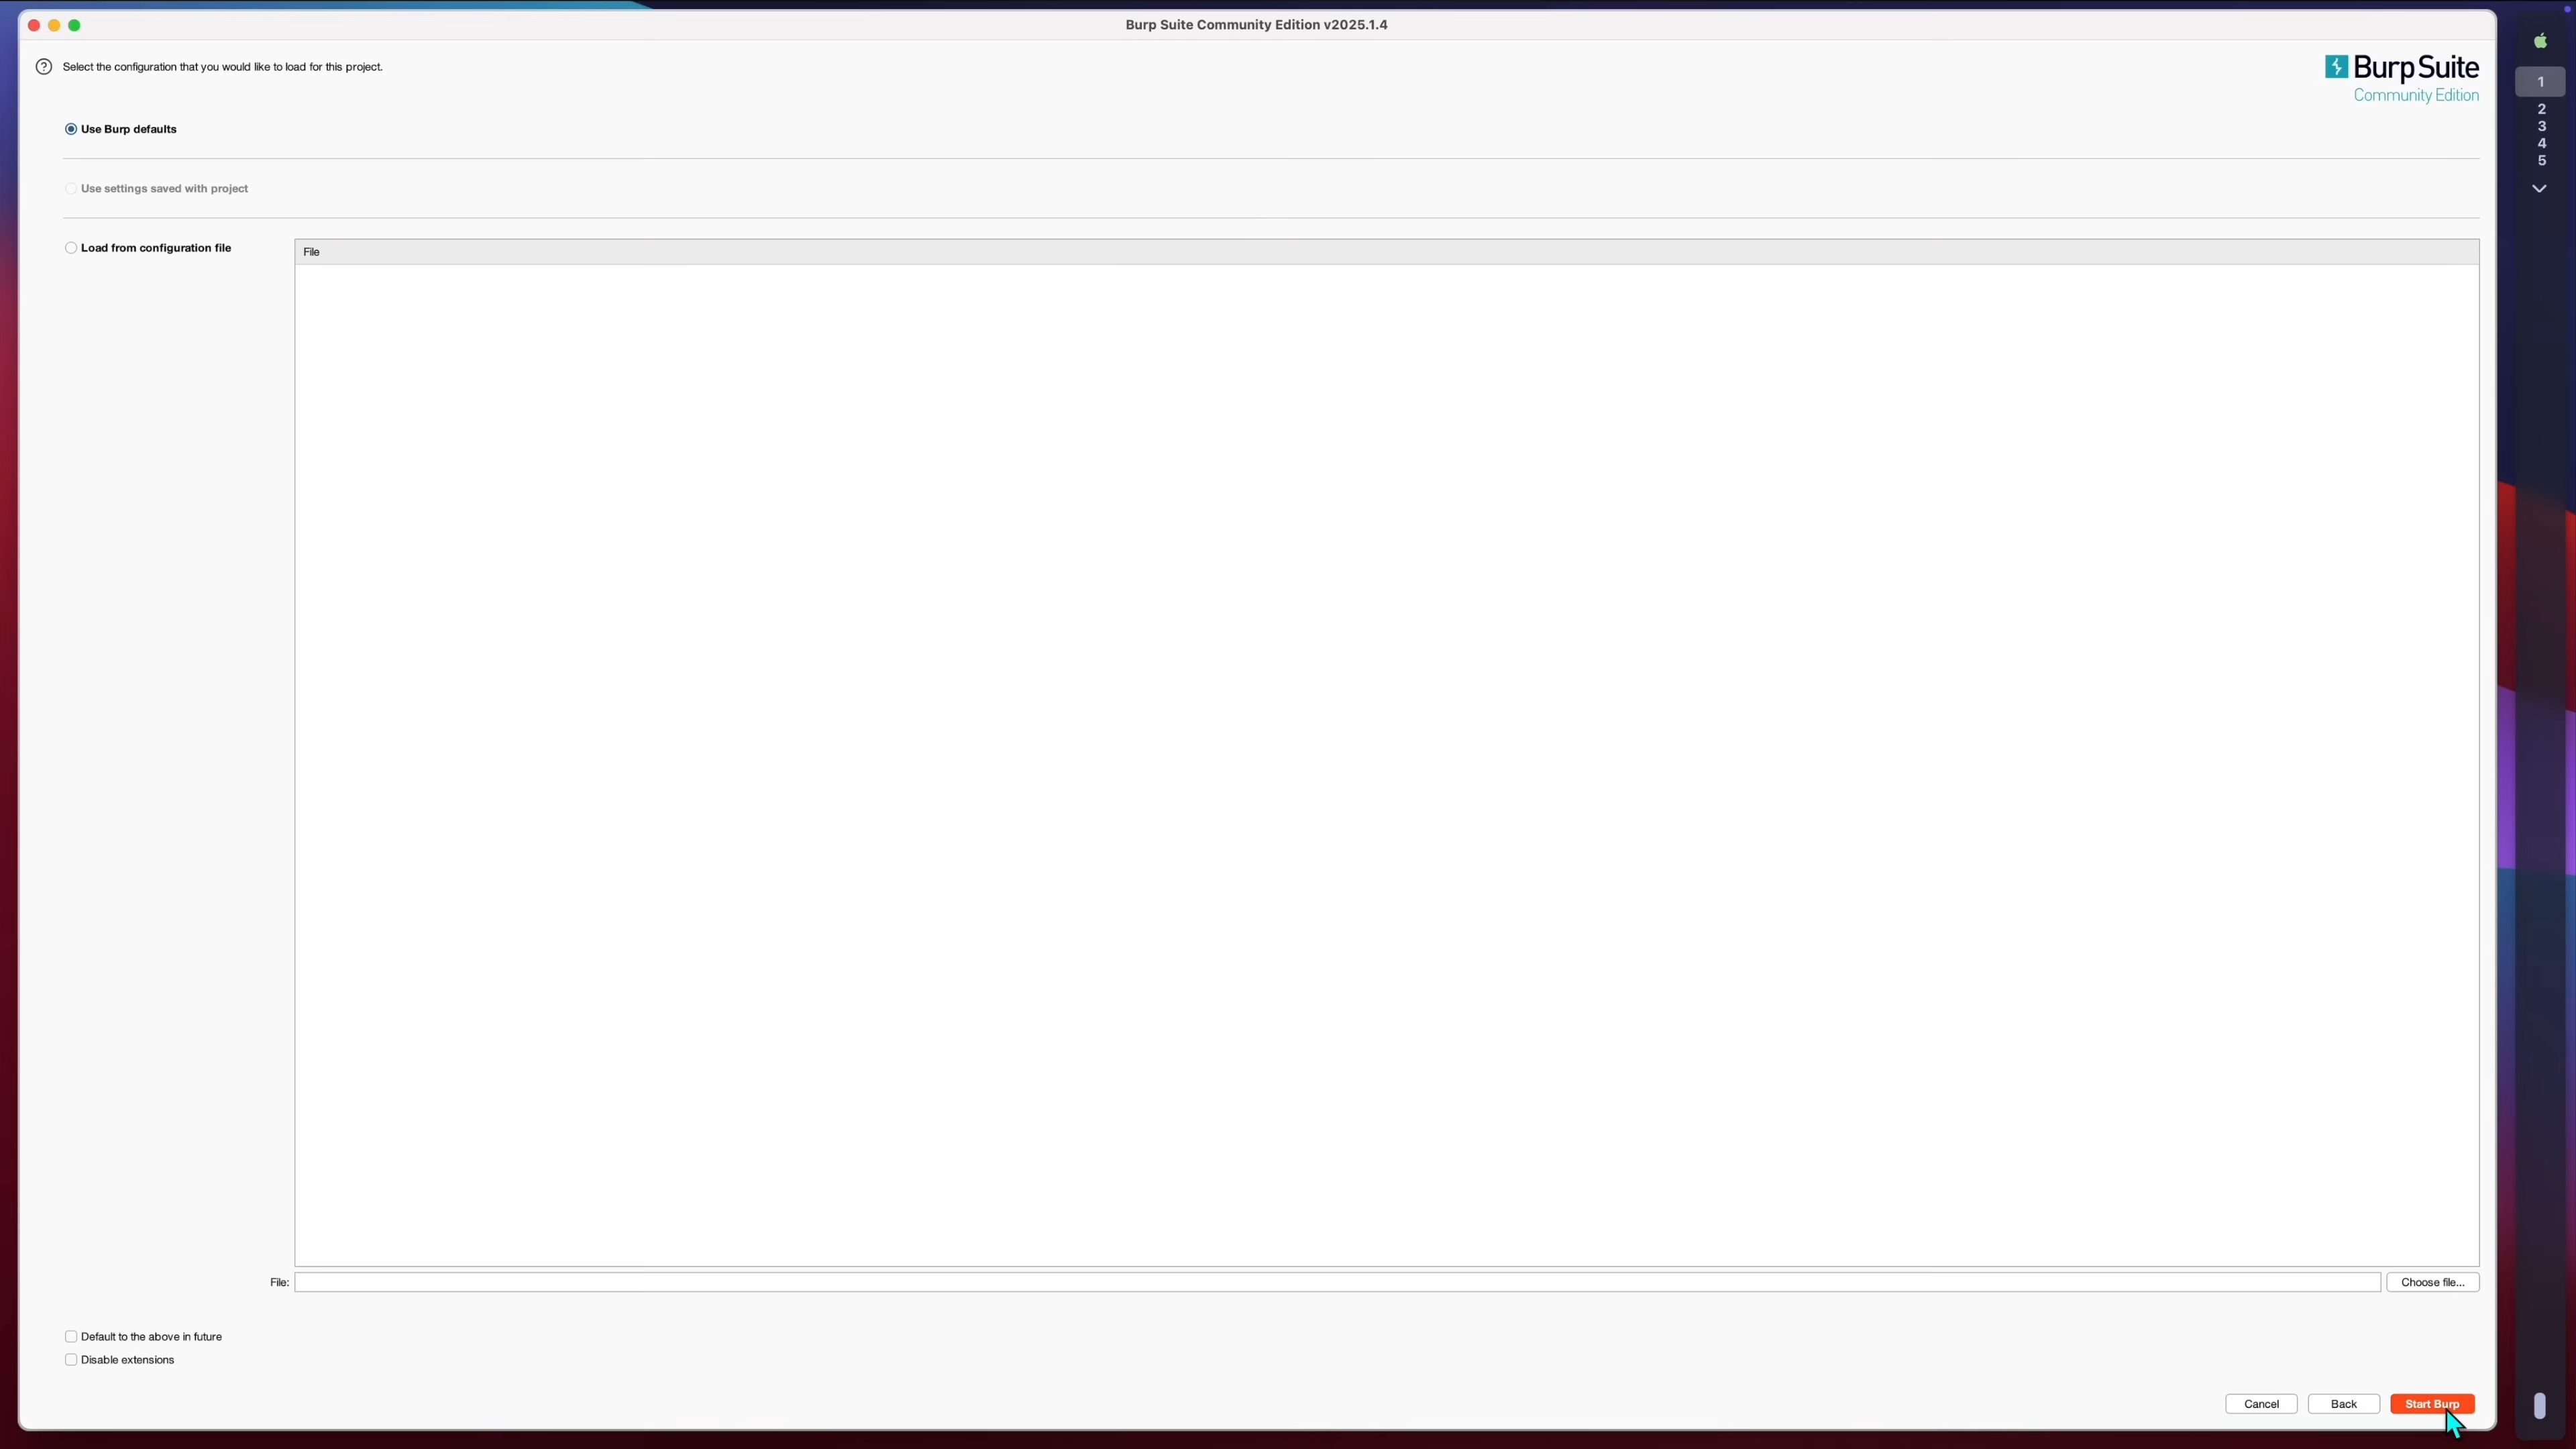 Burp Suite Community Edition v2025.1.4
Select the configuration that you would like to load for this project.
Burp Suite
Community Edition
1
2
3
4
5
Use Burp defaults
Use settings saved with project
Load from configuration file
File
File:
Choose file...
Default to the above in future
Disable extensions
Cancel
Back
Start Burp